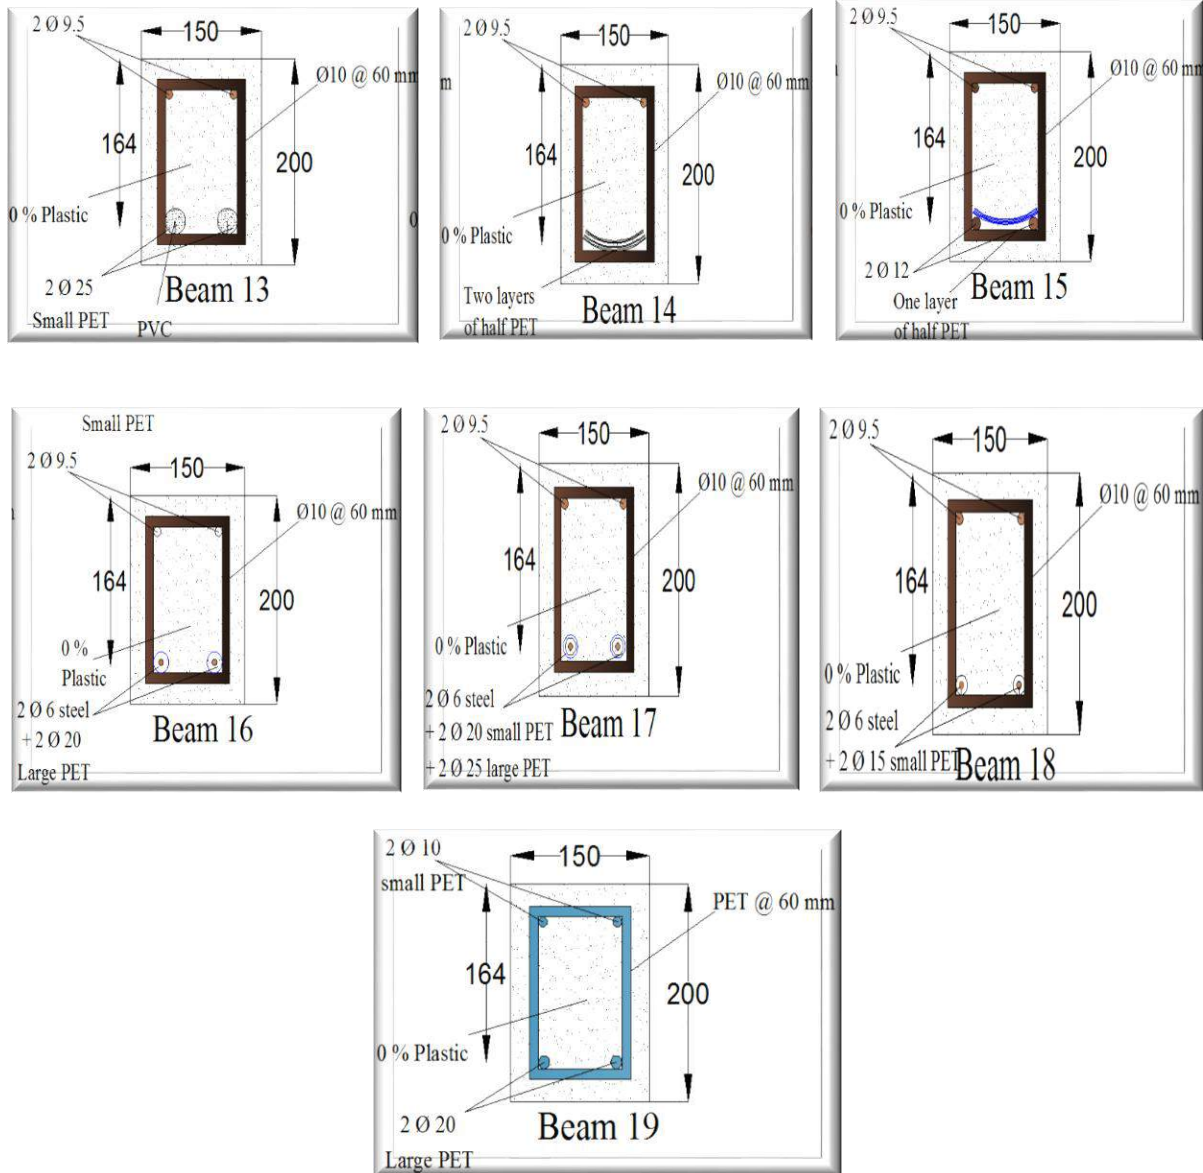 2 Ø 9.5
150
Ø10 @ 60 mm
164
200
0 % Plastic
2 Ø 25
Beam 13
Small PET
PVC
2 Ø 9.5
150
m
Ø10 @ 60 mm
164
200
0
0 % Plastic
Two layers
Beam 14
of half PET
2 Ø 9.5
150
Ø10 @ 60 mm
164
200
0 % Plastic
2 Ø 12
One layer
Beam 15
of half PET
Small PET
2 Ø 9.5
150
Ø10 @ 60 mm
164
200
0 %
Plastic
2 Ø 6 steel
Beam 16
+ 2 Ø 20
Large PET
2 Ø 9.5
150
Ø10 @ 60 mm
164
200
0 % Plastic
2 Ø 6 steel
Beam 17
+ 2 Ø 20 small PET
+ 2 Ø 25 large PET
2 Ø 9.5
150
Ø10 @ 60 mm
164
200
0 % Plastic
2 Ø 6 steel
+ 2 Ø 15 small PET
Beam 18
2 Ø 10
150
small PET
PET @ 60 mm
164
200
0 % Plastic
2 Ø 20
Beam 19
Large PET